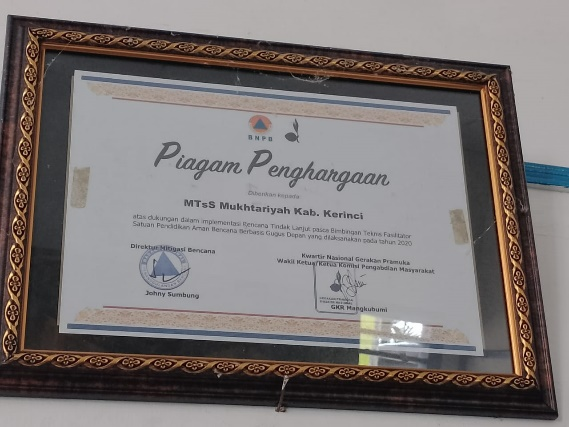 BNPB
Piagam Penghargaan
Diberikan kepada
MTsS Mukhtariyah Kab. Kerinci
atas dukungan dalam implementasi Rencana Tindak Lanjut pasca Bimbingan Teknis Fasilitator
Satuan Pendidikan Aman Bencana Berbasis Gugus Depan yang dilaksanakan pada tahun 2020
Direktur Mitigasi Bencana
Johny Sumbung
Kwartir Nasional Gerakan Pramuka
Wakil Ketua/ Ketua Komisi Pengabdian Masyarakat
GKR Mangkubumi